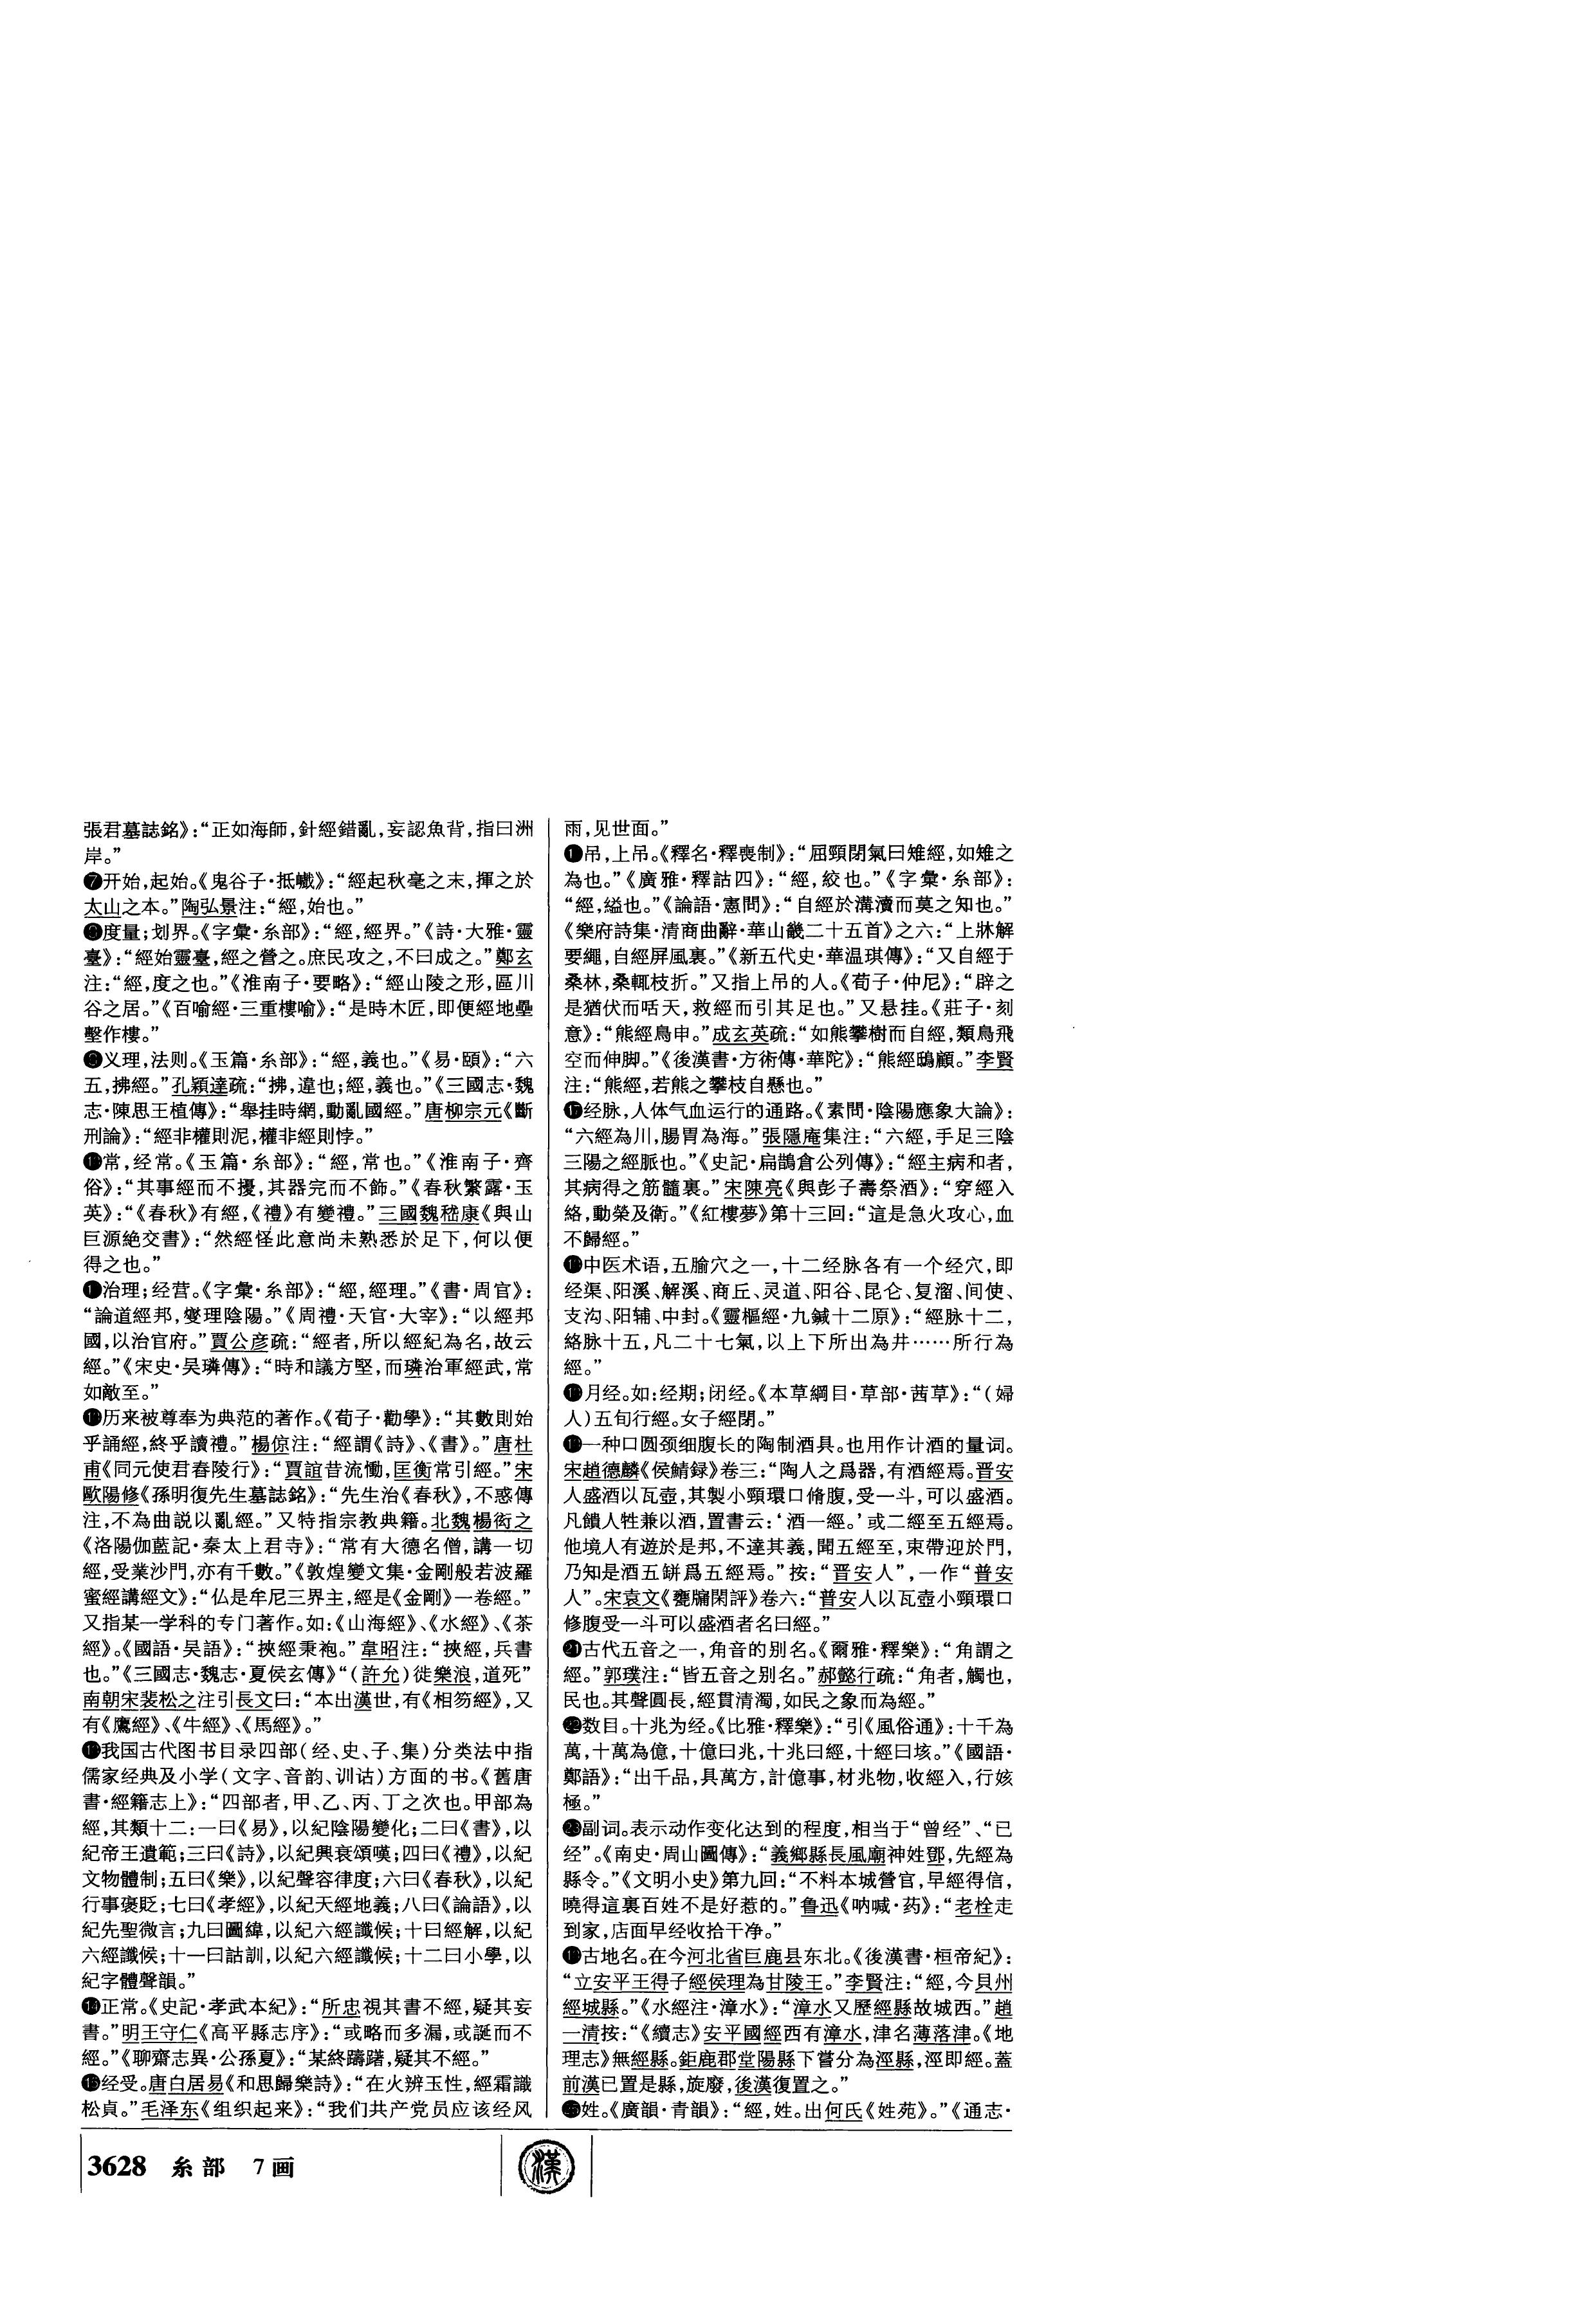 張君墓誌銘》：“正如海師，針經錯亂，妄認魚背，指曰洲
岸。”
❼开始，起始。《鬼谷子·抵巇》：“經起秋毫之末，揮之於
太山之本。”陶弘景注：“經，始也。”
❽度量；划界。《字彙·糸部》：“經，經界。”《詩·大雅·靈
臺》：“經始靈臺，經之營之。庶民攻之，不曰成之。”鄭玄
注：“經，度之也。”《淮南子·要略》：“經山陵之形，區川
谷之居。”《百喻經·三重樓喻》：“是時木匠，即便經地壘
墼作樓。”
❾义理，法则。《玉篇·糸部》：“經，義也。”《易·頤》：“六
五，拂經。”孔穎達疏：“拂，違也；經，義也。”《三國志·魏
志·陳思王植傳》：“舉挂時網，動亂國經。”唐柳宗元《斷
刑論》：“經非權則泥，權非經則悖。”
❿常，经常。《玉篇·糸部》：“經，常也。”《淮南子·齊
俗》：“其事經而不擾，其器完而不飾。”《春秋繁露·玉
英》：“《春秋》有經，《禮》有變禮。”三國魏嵇康《與山
巨源絶交書》：“然經怪此意尚未熟悉於足下，何以便
得之也。”
⓫治理；经营。《字彙·糸部》：“經，經理。”《書·周官》：
“論道經邦，燮理陰陽。”《周禮·天官·大宰》：“以經邦
國，以治官府。”賈公彦疏：“經者，所以經紀為名，故云
經。”《宋史·吴璘傳》：“時和議方堅，而璘治軍經武，常
如敵至。”
⓬历来被尊奉为典范的著作。《荀子·勸學》：“其數則始
乎誦經，終乎讀禮。”楊倞注：“經謂《詩》、《書》。”唐杜
甫《同元使君舂陵行》：“賈誼昔流慟，匡衡常引經。”宋
歐陽修《孫明復先生墓誌銘》：“先生治《春秋》，不惑傳
注，不為曲説以亂經。”又特指宗教典籍。北魏楊衒之
《洛陽伽藍記·秦太上君寺》：“常有大德名僧，講一切
經，受業沙門，亦有千數。”《敦煌變文集·金剛般若波羅
蜜經講經文》：“仏是牟尼三界主，經是《金剛》一卷經。”
又指某一学科的专门著作。如：《山海經》、《水經》、《茶
經》。《國語·吴語》：“挾經秉袍。”韋昭注：“挾經，兵書
也。”《三國志·魏志·夏侯玄傳》“（許允）徙樂浪，道死”
南朝宋裴松之注引長文曰：“本出漢世，有《相笏經》，又
有《鷹經》、《牛經》、《馬經》。”
⓭我国古代图书目录四部（经、史、子、集）分类法中指
儒家经典及小学（文字、音韵、训诂）方面的书。《舊唐
書·經籍志上》：“四部者，甲、乙、丙、丁之次也。甲部為
經，其類十二：一曰《易》，以紀陰陽變化；二曰《書》，以
紀帝王遺範；三曰《詩》，以紀興衰頌嘆；四曰《禮》，以紀
文物體制；五曰《樂》，以紀聲容律度；六曰《春秋》，以紀
行事褒貶；七曰《孝經》，以紀天經地義；八曰《論語》，以
紀先聖微言；九曰圖緯，以紀六經讖候；十曰經解，以紀
六經讖候；十一曰詁訓，以紀六經讖候；十二曰小學，以
紀字體聲韻。”
⓮正常。《史記·孝武本紀》：“所忠視其書不經，疑其妄
書。”明王守仁《高平縣志序》：“或略而多漏，或誕而不
經。”《聊齋志異·公孫夏》：“某終躊躇，疑其不經。”
⓯经受。唐白居易《和思歸樂詩》：“在火辨玉性，經霜識
松貞。”毛泽东《组织起来》：“我们共产党员应该经风
雨，见世面。”
吊，上吊。《釋名·釋喪制》：“屈頸閉氣曰雉經，如雉之
為也。”《廣雅·釋詁四》：“經，絞也。”《字彙·糸部》：
“經，縊也。”《論語·憲問》：“自經於溝瀆而莫之知也。”
《樂府詩集·清商曲辭·華山畿二十五首》之六：“上牀解
要繩，自經屏風裏。”《新五代史·華温琪傳》：“又自經于
桑林，桑輒枝折。”又指上吊的人。《荀子·仲尼》：“辟之
是猶伏而咶天，救經而引其足也。”又悬挂。《莊子·刻
意》：“熊經鳥申。”成玄英疏：“如熊攀樹而自經，類鳥飛
空而伸脚。”《後漢書·方術傳·華陀》：“熊經鴟顧。”李賢
注：“熊經，若熊之攀枝自懸也。”
⓱经脉，人体气血运行的通路。《素問·陰陽應象大論》：
“六經為川，腸胃為海。”張隱庵集注：“六經，手足三陰
三陽之經脈也。”《史記·扁鵲倉公列傳》：“經主病和者，
其病得之筋髓裏。”宋陳亮《與彭子壽祭酒》：“穿經入
絡，動榮及衛。”《紅樓夢》第十三回：“這是急火攻心，血
不歸經。”
中医术语，五腧穴之一，十二经脉各有一个经穴，即
经渠、阳溪、解溪、商丘、灵道、阳谷、昆仑、复溜、间使、
支沟、阳辅、中封。《靈樞經·九鍼十二原》：“經脉十二，
絡脉十五，凡二十七氣，以上下所出為井……所行為
經。”
月经。如：经期；闭经。《本草綱目·草部·茜草》：“（婦
人）五旬行經。女子經閉。”
一种口圆颈细腹长的陶制酒具。也用作计酒的量词。
宋趙德麟《侯鯖録》卷三：“陶人之爲器，有酒經焉。晋安
人盛酒以瓦壺，其製小頸環口脩腹，受一斗，可以盛酒。
凡饋人牲兼以酒，置書云：‘酒一經。’或二經至五經焉。
他境人有遊於是邦，不達其義，聞五經至，束帶迎於門，
乃知是酒五缾爲五經焉。”按：“晋安人”，一作“普安
人”。宋袁文《甕牖閑評》卷六：“普安人以瓦壺小頸環口
修腹受一斗可以盛酒者名曰經。”
㉑古代五音之一，角音的别名。《爾雅·釋樂》：“角謂之
經。”郭璞注：“皆五音之别名。”郝懿行疏：“角者，觸也，
民也。其聲圓長，經貫清濁，如民之象而為經。”
㉒数目。十兆为经。《比雅·釋樂》：“引《風俗通》：十千為
萬，十萬為億，十億曰兆，十兆曰經，十經曰垓。”《國語·
鄭語》：“出千品，具萬方，計億事，材兆物，收經入，行姟
極。”
㉓副词。表示动作变化达到的程度，相当于“曾经”、“已
经”。《南史·周山圖傳》：“義鄉縣長風廟神姓鄧，先經為
縣令。”《文明小史》第九回：“不料本城營官，早經得信，
曉得這裏百姓不是好惹的。”鲁迅《呐喊·药》：“老栓走
到家，店面早经收拾干净。”
古地名。在今河北省巨鹿县东北。《後漢書·桓帝紀》：
“立安平王得子經侯理為甘陵王。”李賢注：“經，今貝州
經城縣。”《水經注·漳水》：“漳水又歷經縣故城西。”趙
一清按：“《續志》安平國經西有漳水，津名薄落津。《地
理志》無經縣。鉅鹿郡堂陽縣下嘗分為涇縣，涇即經。蓋
前漢已置是縣，旋廢，後漢復置之。”
姓。《廣韻·青韻》：“經，姓。出何氏《姓苑》。”《通志·
3628 糸部 7画
漢